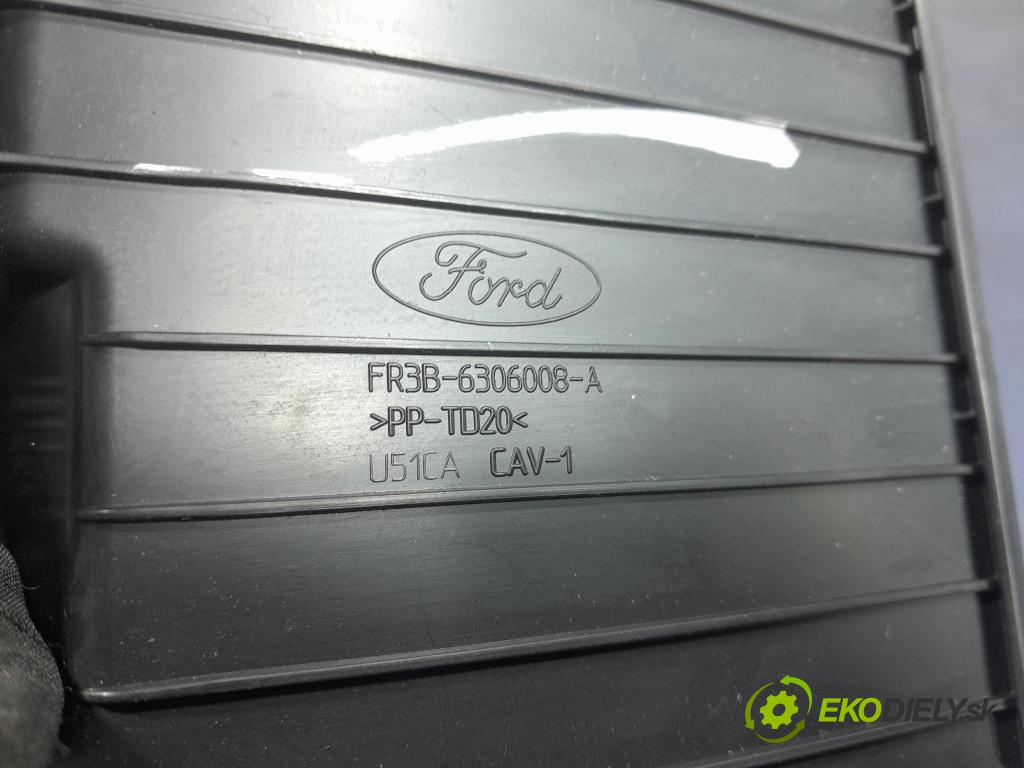 Ford
FR3B-6306008-A
>PP-TD20<
U51CA CAV-1
EKODIELY.sk